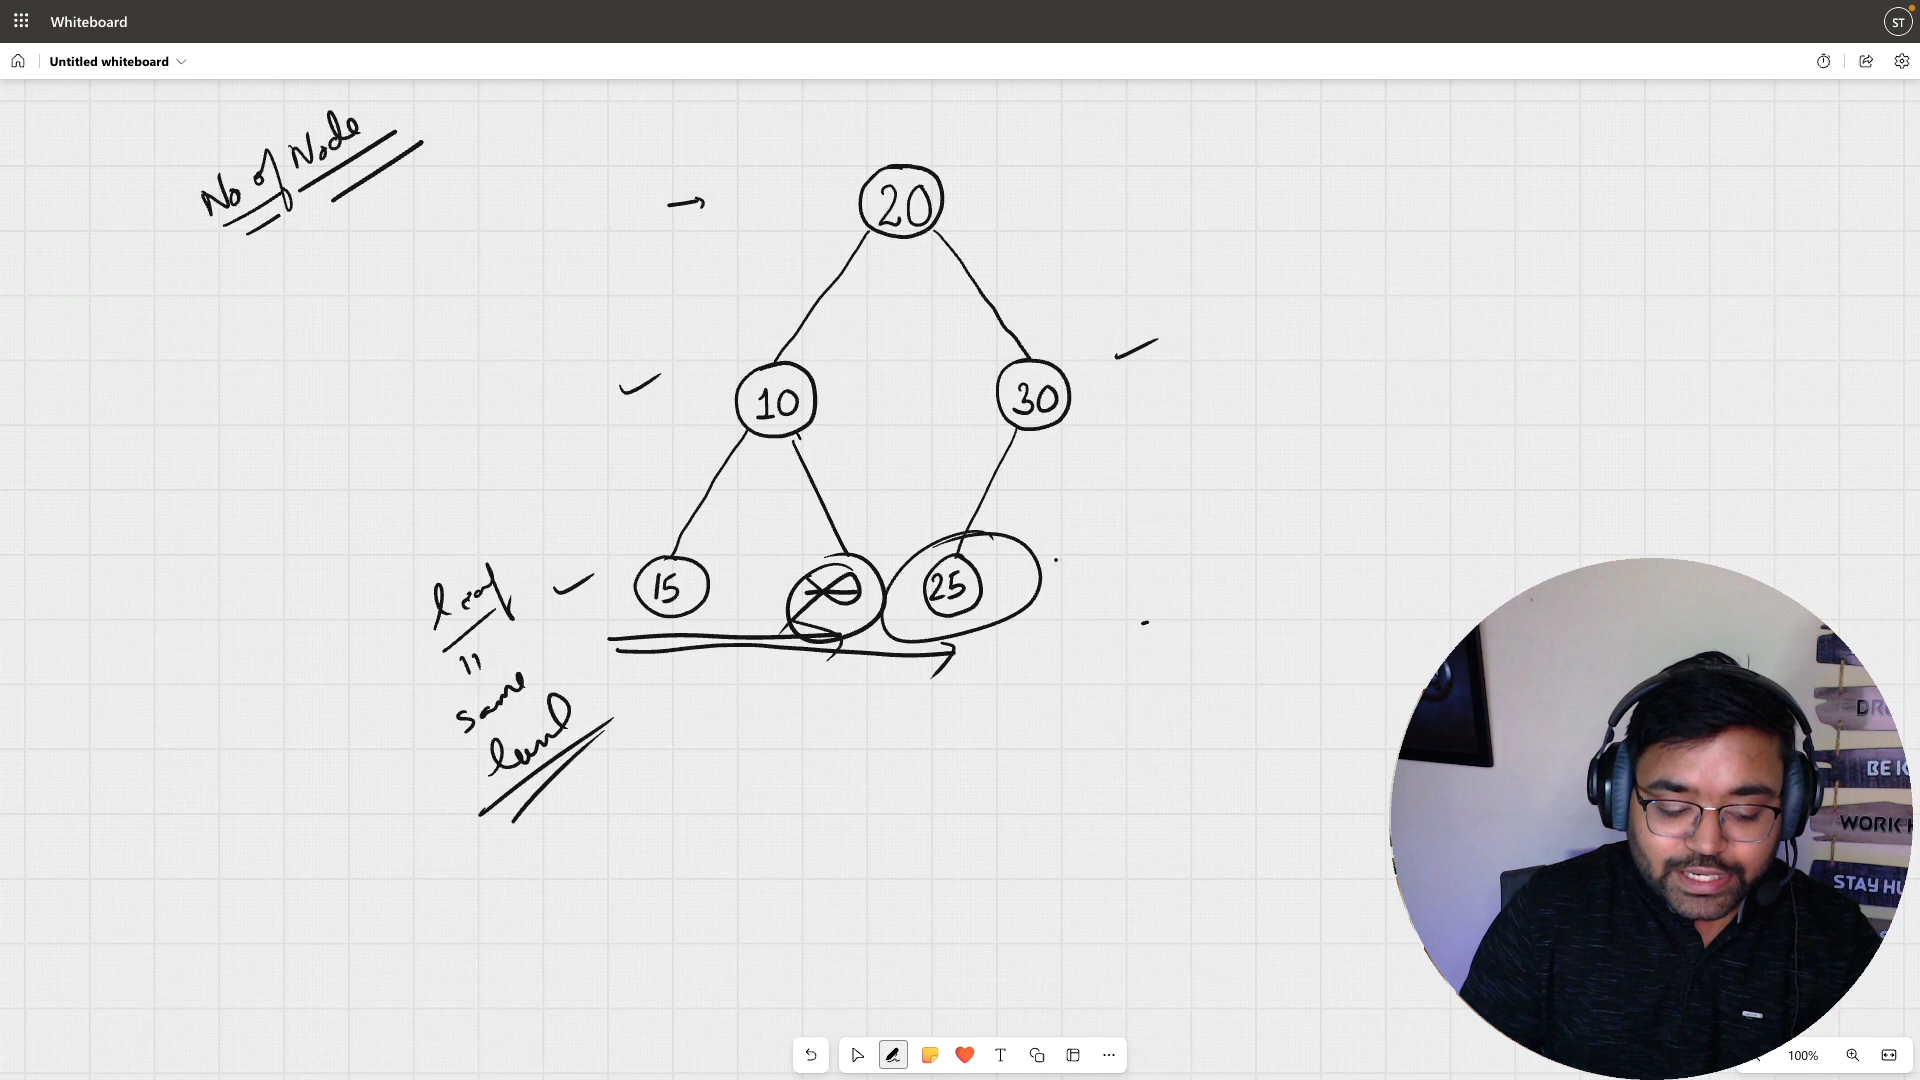 Whiteboard
ST
Untitled whiteboard
No of Node
20
10
30
15
25
leaf
same
level
DR
BE K
WORK H
STAY HU
T
100%